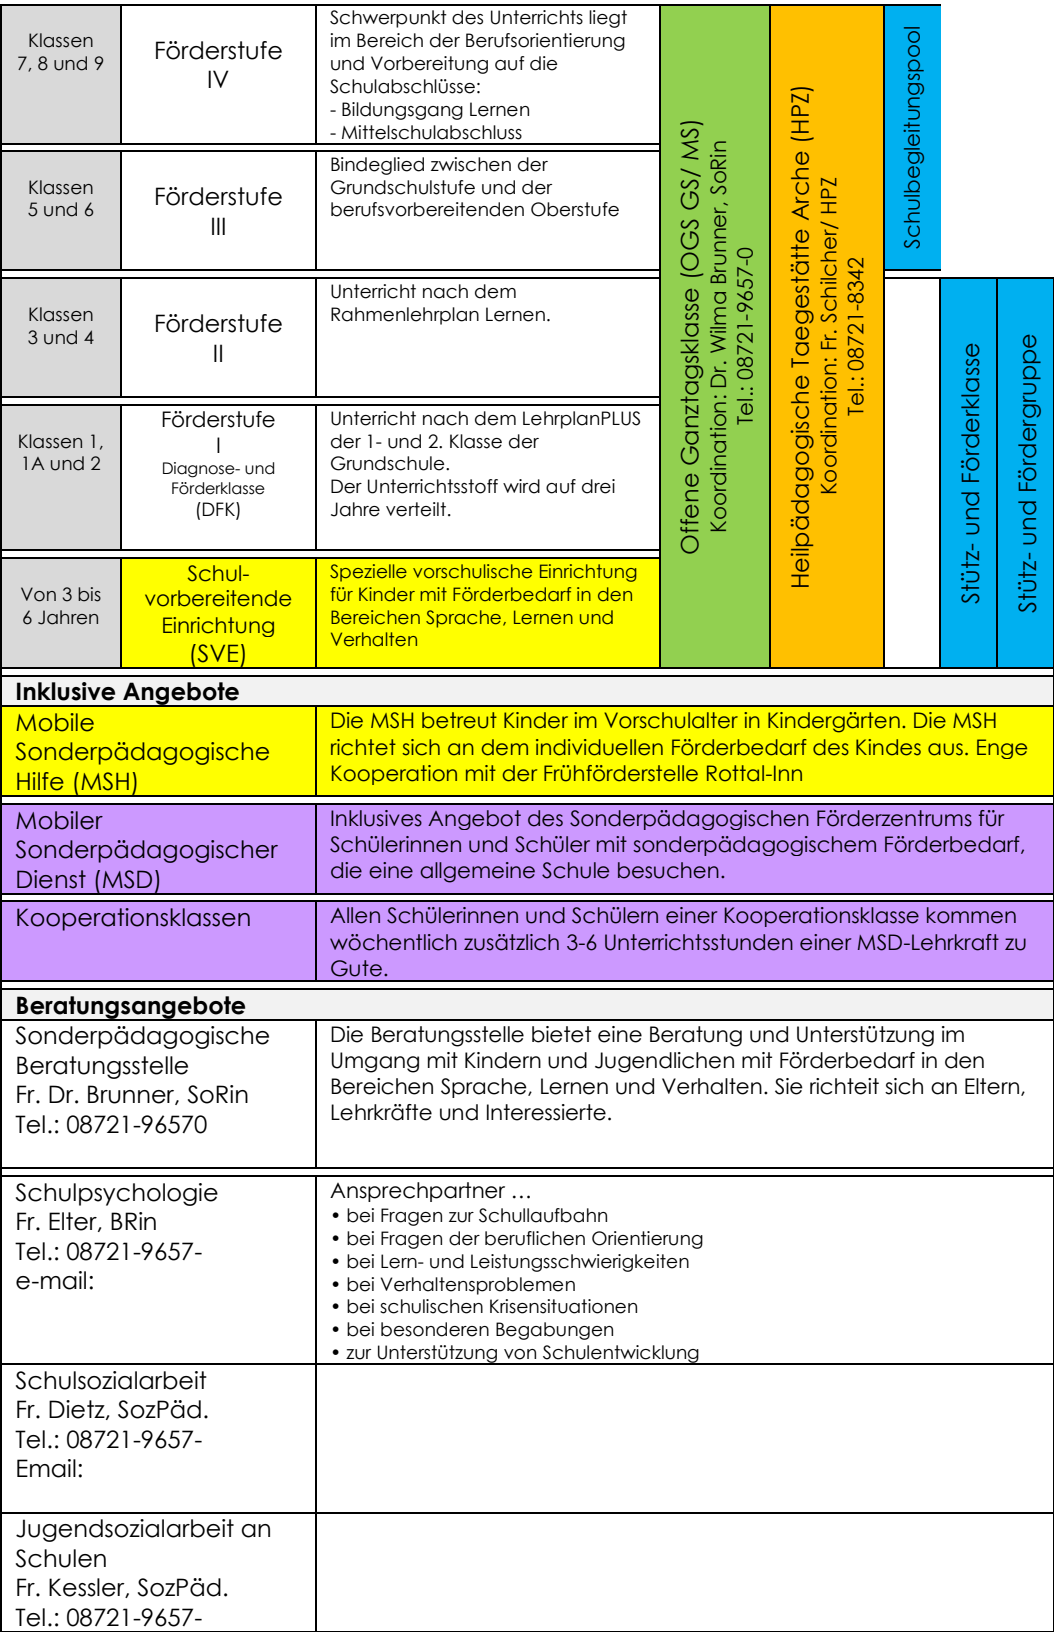 Klassen
7, 8 und 9
Förderstufe
IV
Schwerpunkt des Unterrichts liegt
im Bereich der Berufsorientierung
und Vorbereitung auf die
Schulabschlüsse:
- Bildungsgang Lernen
- Mittelschulabschluss
Klassen
5 und 6
Förderstufe
III
Bindeglied zwischen der
Grundschulstufe und der
berufsvorbereitenden Oberstufe
Klassen
3 und 4
Förderstufe
II
Unterricht nach dem
Rahmenlehrplan Lernen.
Klassen 1,
1A und 2
Förderstufe
I
Diagnose- und
Förderklasse
(DFK)
Unterricht nach dem LehrplanPLUS
der 1- und 2. Klasse der
Grundschule.
Der Unterrichtsstoff wird auf drei
Jahre verteilt.
Von 3 bis
6 Jahren
Schul-
vorbereitende
Einrichtung
(SVE)
Spezielle vorschulische Einrichtung
für Kinder mit Förderbedarf in den
Bereichen Sprache, Lernen und
Verhalten
Offene Ganztagsklasse (OGS GS/ MS)
Koordination: Dr. Wilma Brunner, SoRin
Tel.: 08721-9657-0
Heilpädagogische Taegestätte Arche (HPZ)
Koordination: Fr. Schilcher/ HPZ
Tel.: 08721-8342
Schulbegleitungspool
Stütz- und Förderklasse
Stütz- und Fördergruppe
Inklusive Angebote
Mobile
Sonderpädagogische
Hilfe (MSH)
Die MSH betreut Kinder im Vorschulalter in Kindergärten. Die MSH
richtet sich an dem individuellen Förderbedarf des Kindes aus. Enge
Kooperation mit der Frühförderstelle Rottal-Inn
Mobiler
Sonderpädagogischer
Dienst (MSD)
Inklusives Angebot des Sonderpädagogischen Förderzentrums für
Schülerinnen und Schüler mit sonderpädagogischem Förderbedarf,
die eine allgemeine Schule besuchen.
Kooperationsklassen
Allen Schülerinnen und Schülern einer Kooperationsklasse kommen
wöchentlich zusätzlich 3-6 Unterrichtsstunden einer MSD-Lehrkraft zu
Gute.
Beratungsangebote
Sonderpädagogische
Beratungsstelle
Fr. Dr. Brunner, SoRin
Tel.: 08721-96570
Die Beratungsstelle bietet eine Beratung und Unterstützung im
Umgang mit Kindern und Jugendlichen mit Förderbedarf in den
Bereichen Sprache, Lernen und Verhalten. Sie richteit sich an Eltern,
Lehrkräfte und Interessierte.
Schulpsychologie
Fr. Elter, BRin
Tel.: 08721-9657-
e-mail:
Ansprechpartner …
• bei Fragen zur Schullaufbahn
• bei Fragen der beruflichen Orientierung
• bei Lern- und Leistungsschwierigkeiten
• bei Verhaltensproblemen
• bei schulischen Krisensituationen
• bei besonderen Begabungen
• zur Unterstützung von Schulentwicklung
Schulsozialarbeit
Fr. Dietz, SozPäd.
Tel.: 08721-9657-
Email:
Jugendsozialarbeit an
Schulen
Fr. Kessler, SozPäd.
Tel.: 08721-9657-